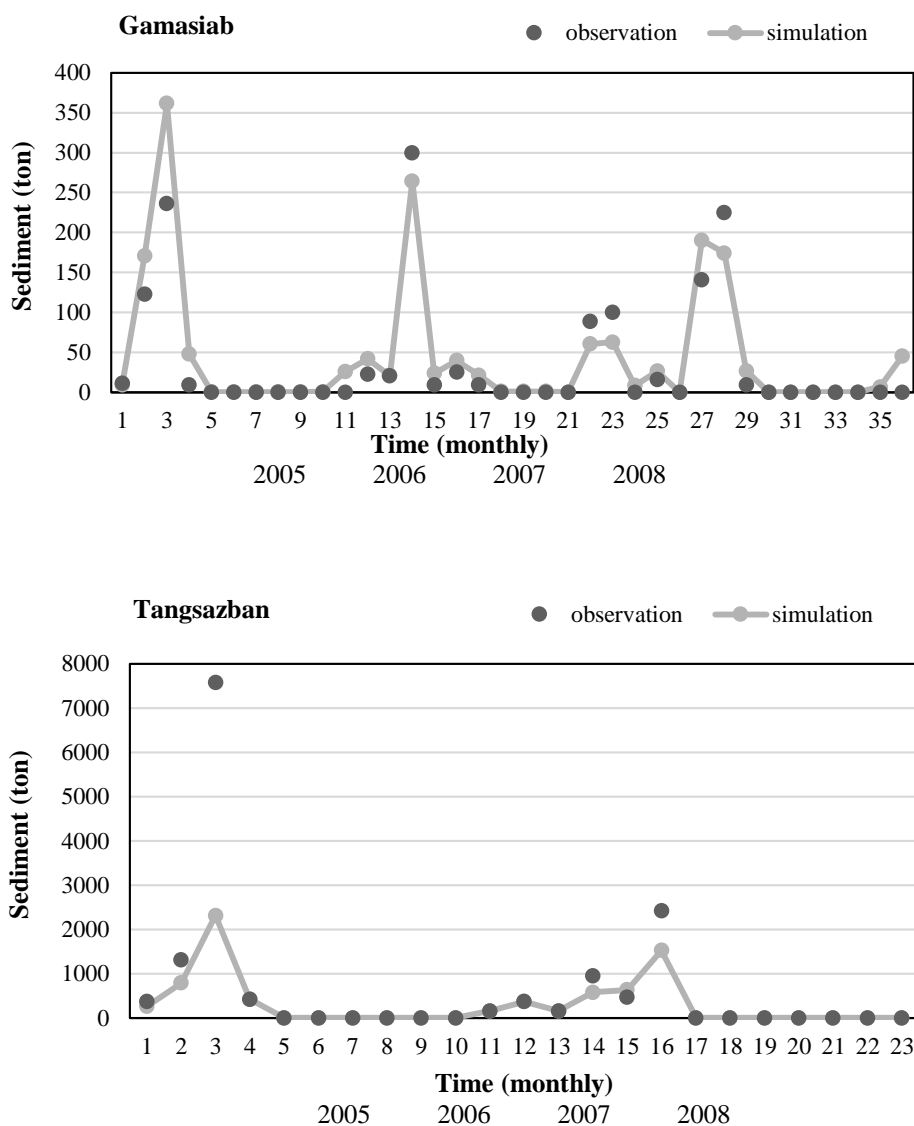 Gamasiab
observation simulation
400
350
300
250
200
150
100
50
0
Sediment (ton)
1 3 5 7 9 11 13 15 17 19 21 23 25 27 29 31 33 35
Time (monthly)
2005 2006 2007 2008
Tangsazban
observation simulation
8000
7000
6000
5000
4000
3000
2000
1000
0
Sediment (ton)
1 2 3 4 5 6 7 8 9 10 11 12 13 14 15 16 17 18 19 20 21 22 23
Time (monthly)
2005 2006 2007 2008